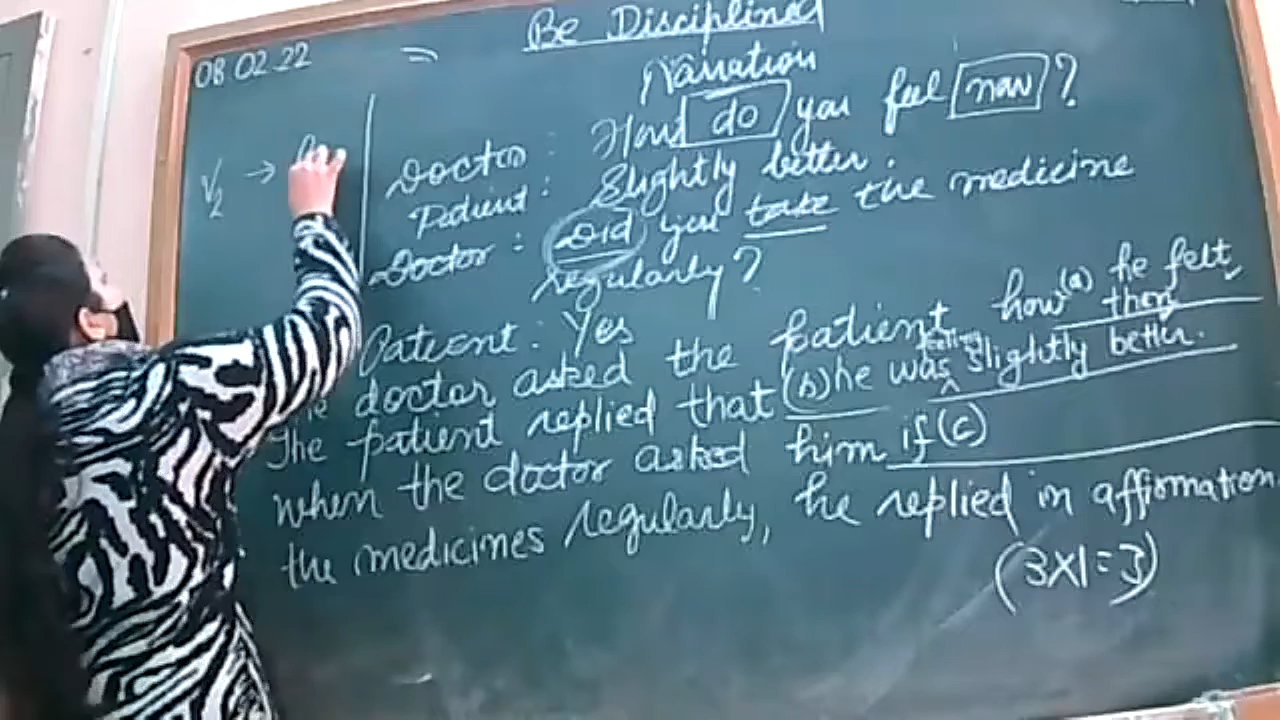 Be Disciplined
08.02.22
Narration
Doctor : How do you feel now ?
Patient : Slightly better .
Doctor : Did you take the medicine
regularly ?
Patient : Yes
doctor asked the patient how (a) he felt
then
The patient replied that (b) he was feeling slightly better.
When the doctor asked him if (c)
the medicines regularly, he replied in affirmation
(3X1=3)
V2 →